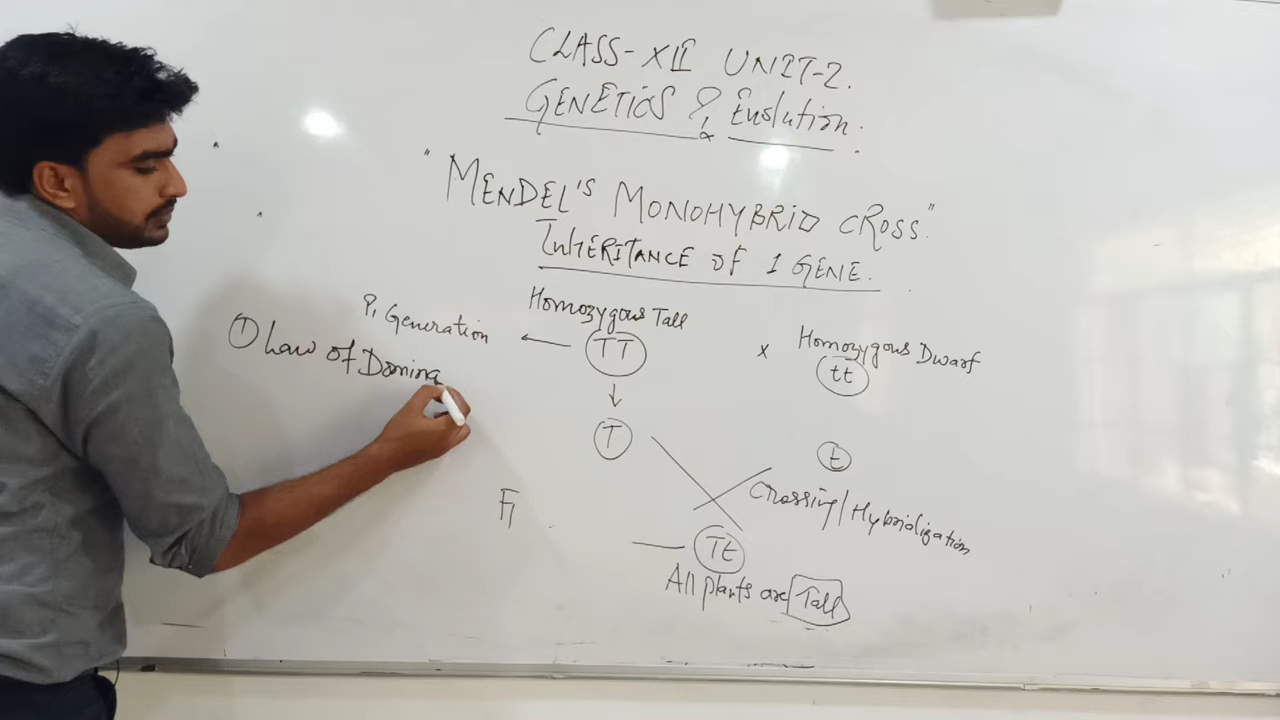 CLASS-XII UNIT-2.
GENETICS & Evolution.
"MENDEL'S MONOHYBRID CROSS".
INHERITANCE OF 1 GENE.
P1 Generation
Homozygous Tall
TT
x
Homozygous Dwarf
tt
① Law of Domina
T
t
Crossing/Hybridization
F1
Tt
All plants are Tall